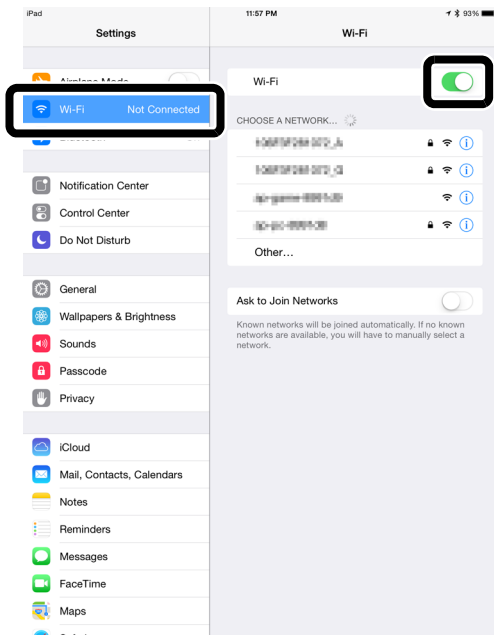 iPad
11:57 PM
93%
Settings
Wi-Fi
Airplane Mode
Wi-Fi
Not Connected
Bluetooth
Notification Center
Control Center
Do Not Disturb
General
Wallpapers & Brightness
Sounds
Passcode
Privacy
iCloud
Mail, Contacts, Calendars
Notes
Reminders
Messages
FaceTime
Maps
Wi-Fi
CHOOSE A NETWORK...
Other...
Ask to Join Networks
Known networks will be joined automatically. If no known
networks are available, you will have to manually select a
network.